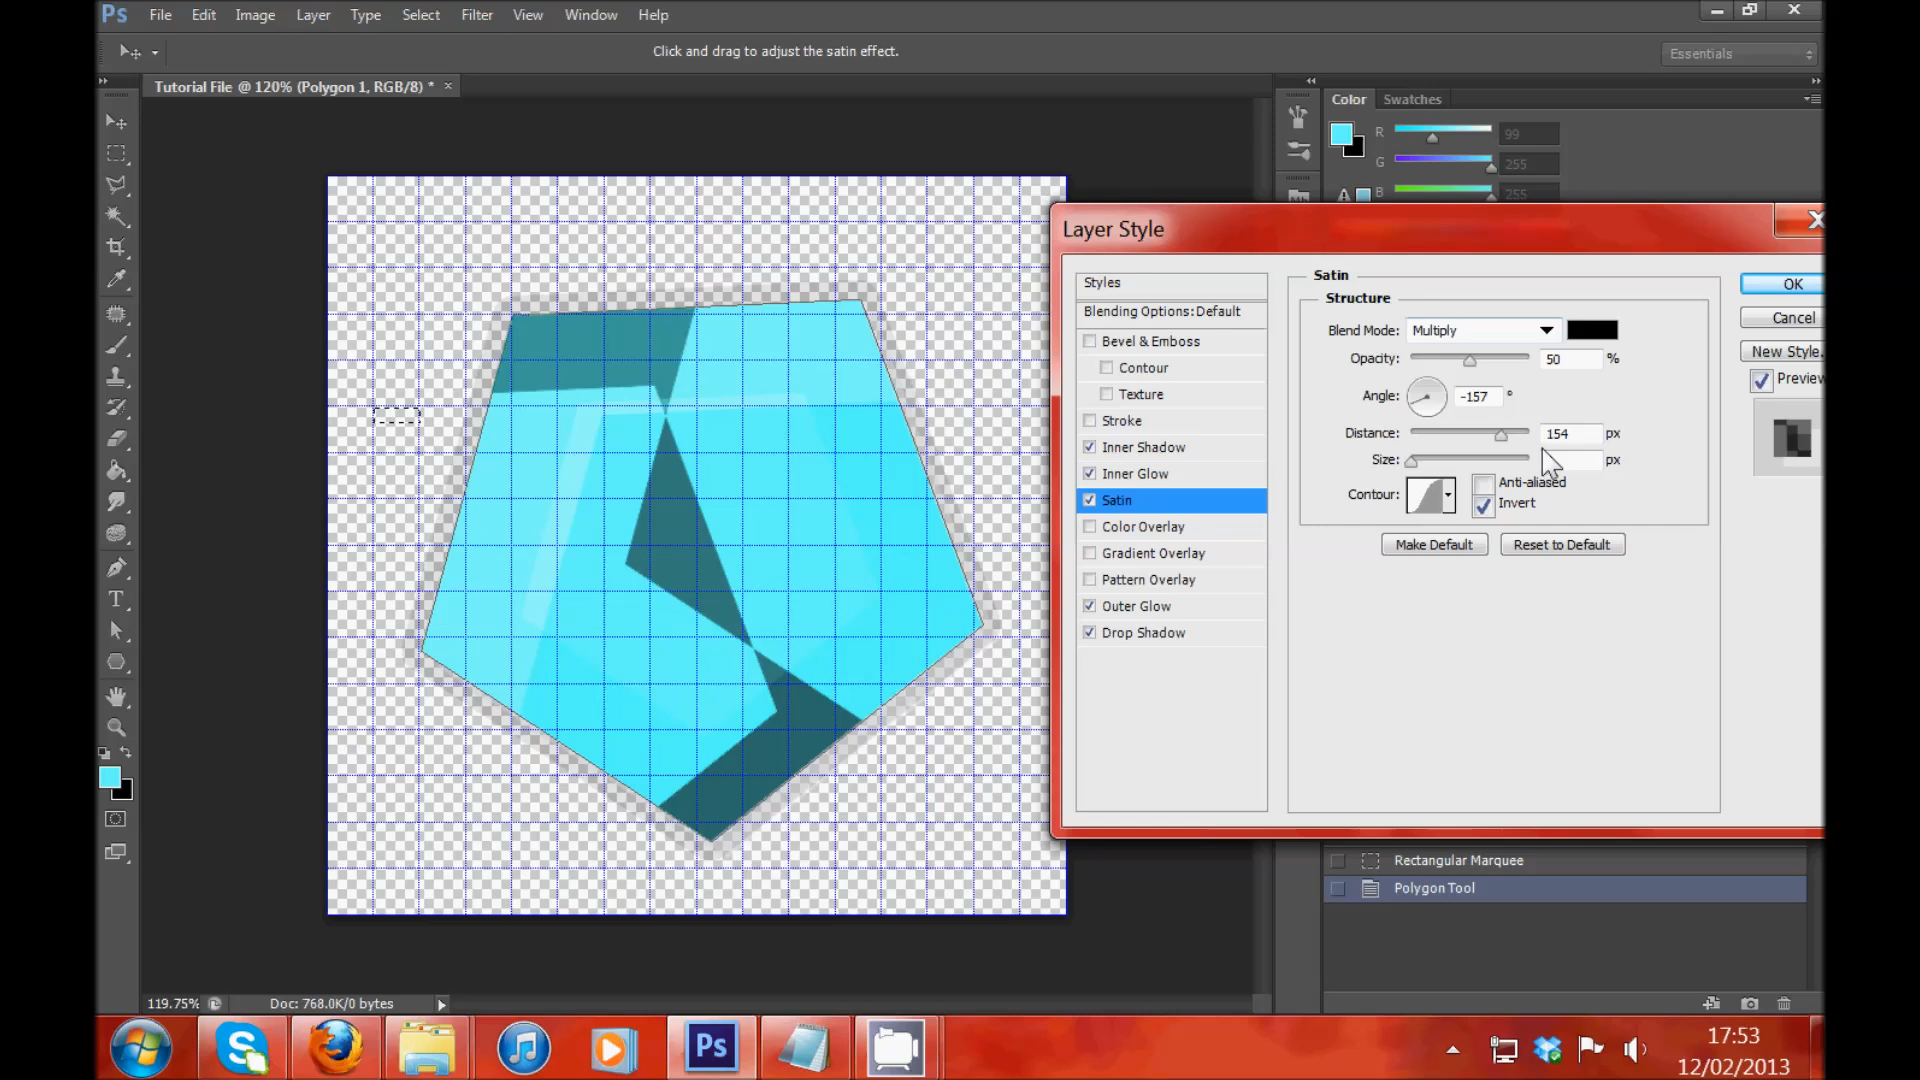 Ps File Edit Image Layer Type Select Filter View Window Help
Click and drag to adjust the satin effect.
Essentials
Tutorial File @ 120% (Polygon 1, RGB/8) * ×
Color Swatches
R 99
G 255
B 255
Layer Style
Styles
Blending Options: Default
Bevel & Emboss
Contour
Texture
Stroke
Inner Shadow
Inner Glow
Satin
Color Overlay
Gradient Overlay
Pattern Overlay
Outer Glow
Drop Shadow
Satin
Structure
Blend Mode: Multiply
Opacity: 50 %
Angle: -157 °
Distance: 154 px
Size: px
Contour: Anti-aliased
Invert
Make Default Reset to Default
OK
Cancel
New Style.
Preview
Rectangular Marquee
Polygon Tool
119.75% Doc: 768.0K/0 bytes
Ps
17:53
12/02/2013